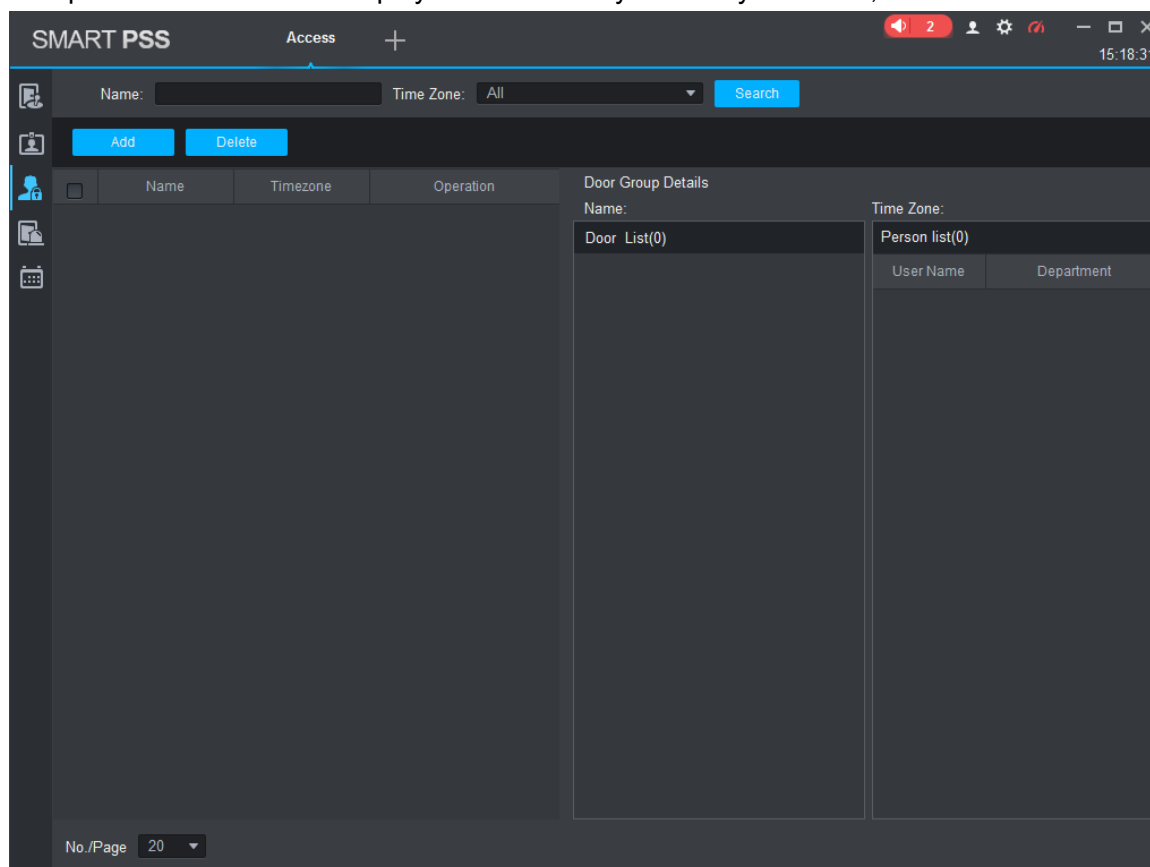 SMART PSS Access 2
15:18:3
Name: Time Zone: All Search
Add Delete
Name Timezone Operation
Door Group Details
Name: Time Zone:
Door List(0) Person list(0)
User Name Department
No./Page 20